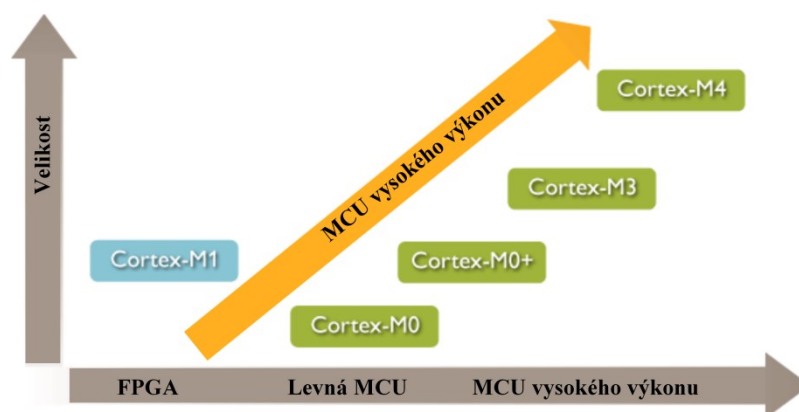 Velikost
MCU vysokého výkonu
Cortex-M4
Cortex-M3
Cortex-M1
Cortex-M0+
Cortex-M0
FPGA
Levná MCU
MCU vysokého výkonu